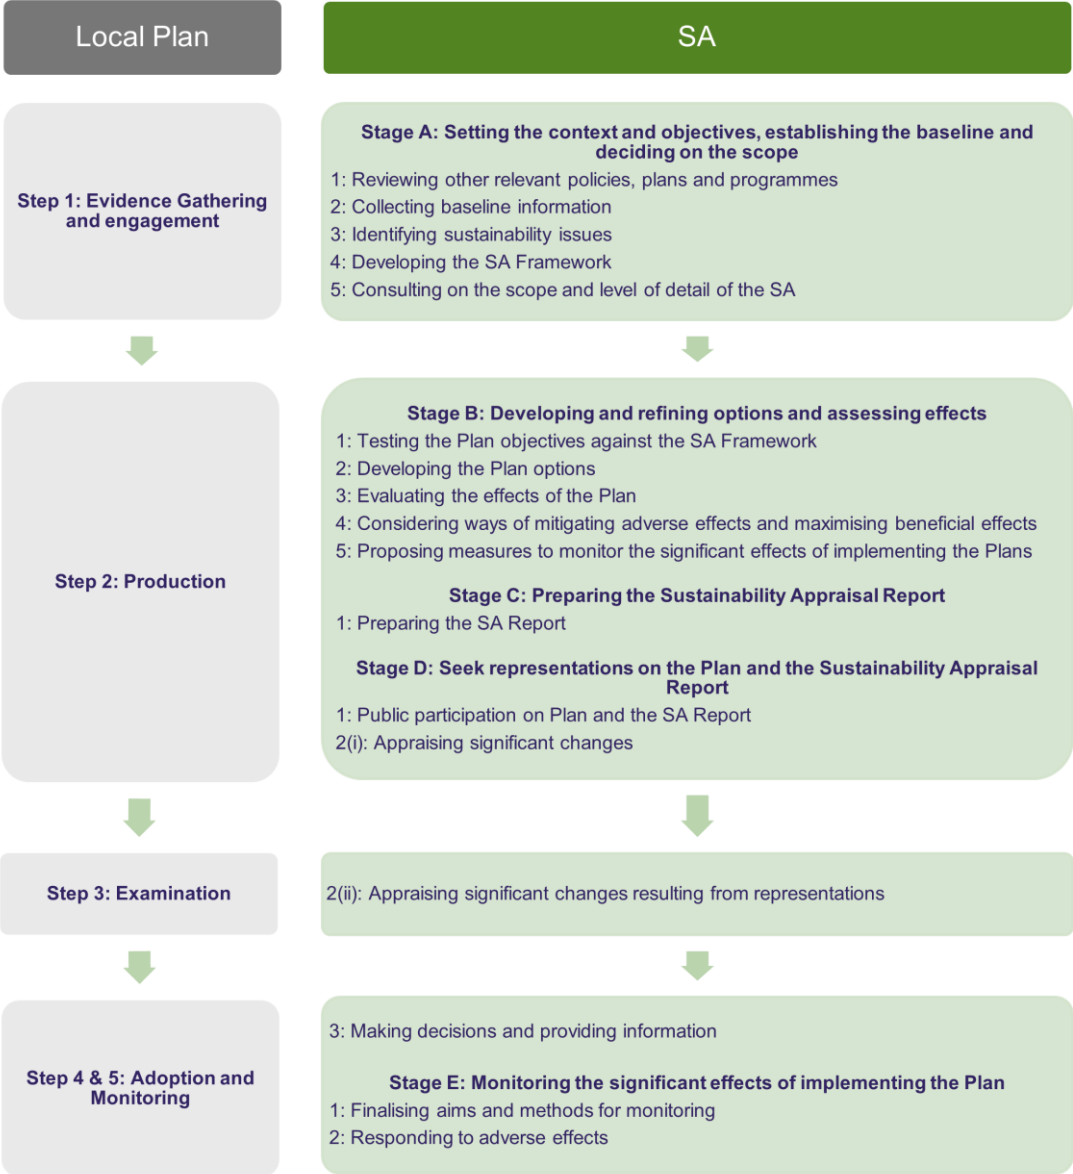 Local Plan
SA
Step 1: Evidence Gathering
and engagement
Stage A: Setting the context and objectives, establishing the baseline and
deciding on the scope
1: Reviewing other relevant policies, plans and programmes
2: Collecting baseline information
3: Identifying sustainability issues
4: Developing the SA Framework
5: Consulting on the scope and level of detail of the SA
Step 2: Production
Stage B: Developing and refining options and assessing effects
1: Testing the Plan objectives against the SA Framework
2: Developing the Plan options
3: Evaluating the effects of the Plan
4: Considering ways of mitigating adverse effects and maximising beneficial effects
5: Proposing measures to monitor the significant effects of implementing the Plans
Stage C: Preparing the Sustainability Appraisal Report
1: Preparing the SA Report
Stage D: Seek representations on the Plan and the Sustainability Appraisal
Report
1: Public participation on Plan and the SA Report
2(i): Appraising significant changes
Step 3: Examination
2(ii): Appraising significant changes resulting from representations
Step 4 & 5: Adoption and
Monitoring
3: Making decisions and providing information
Stage E: Monitoring the significant effects of implementing the Plan
1: Finalising aims and methods for monitoring
2: Responding to adverse effects